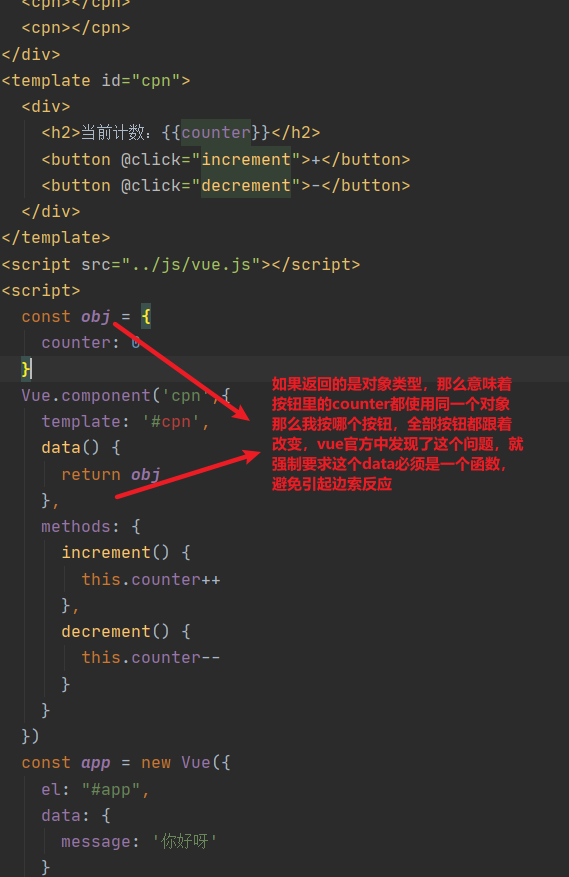 <cpn></cpn>
<cpn></cpn>
</div>
<template id="cpn">
<div>
<h2>当前计数：{{counter}}</h2>
<button @click="increment">+</button>
<button @click="decrement">-</button>
</div>
</template>
<script src="../js/vue.js"></script>
<script>
const obj = {
counter: 0
}
Vue.component('cpn',{
template: '#cpn',
data() {
return obj
},
methods: {
increment() {
this.counter++
},
decrement() {
this.counter--
}
}
})
const app = new Vue({
el: "#app",
data: {
message: '你好呀'
}
如果返回的是对象类型，那么意味着
按钮里的counter都使用同一个对象
那么我按哪个按钮，全部按钮都跟着
改变，vue官方中发现了这个问题，就
强制要求这个data必须是一个函数，
避免引起边索反应